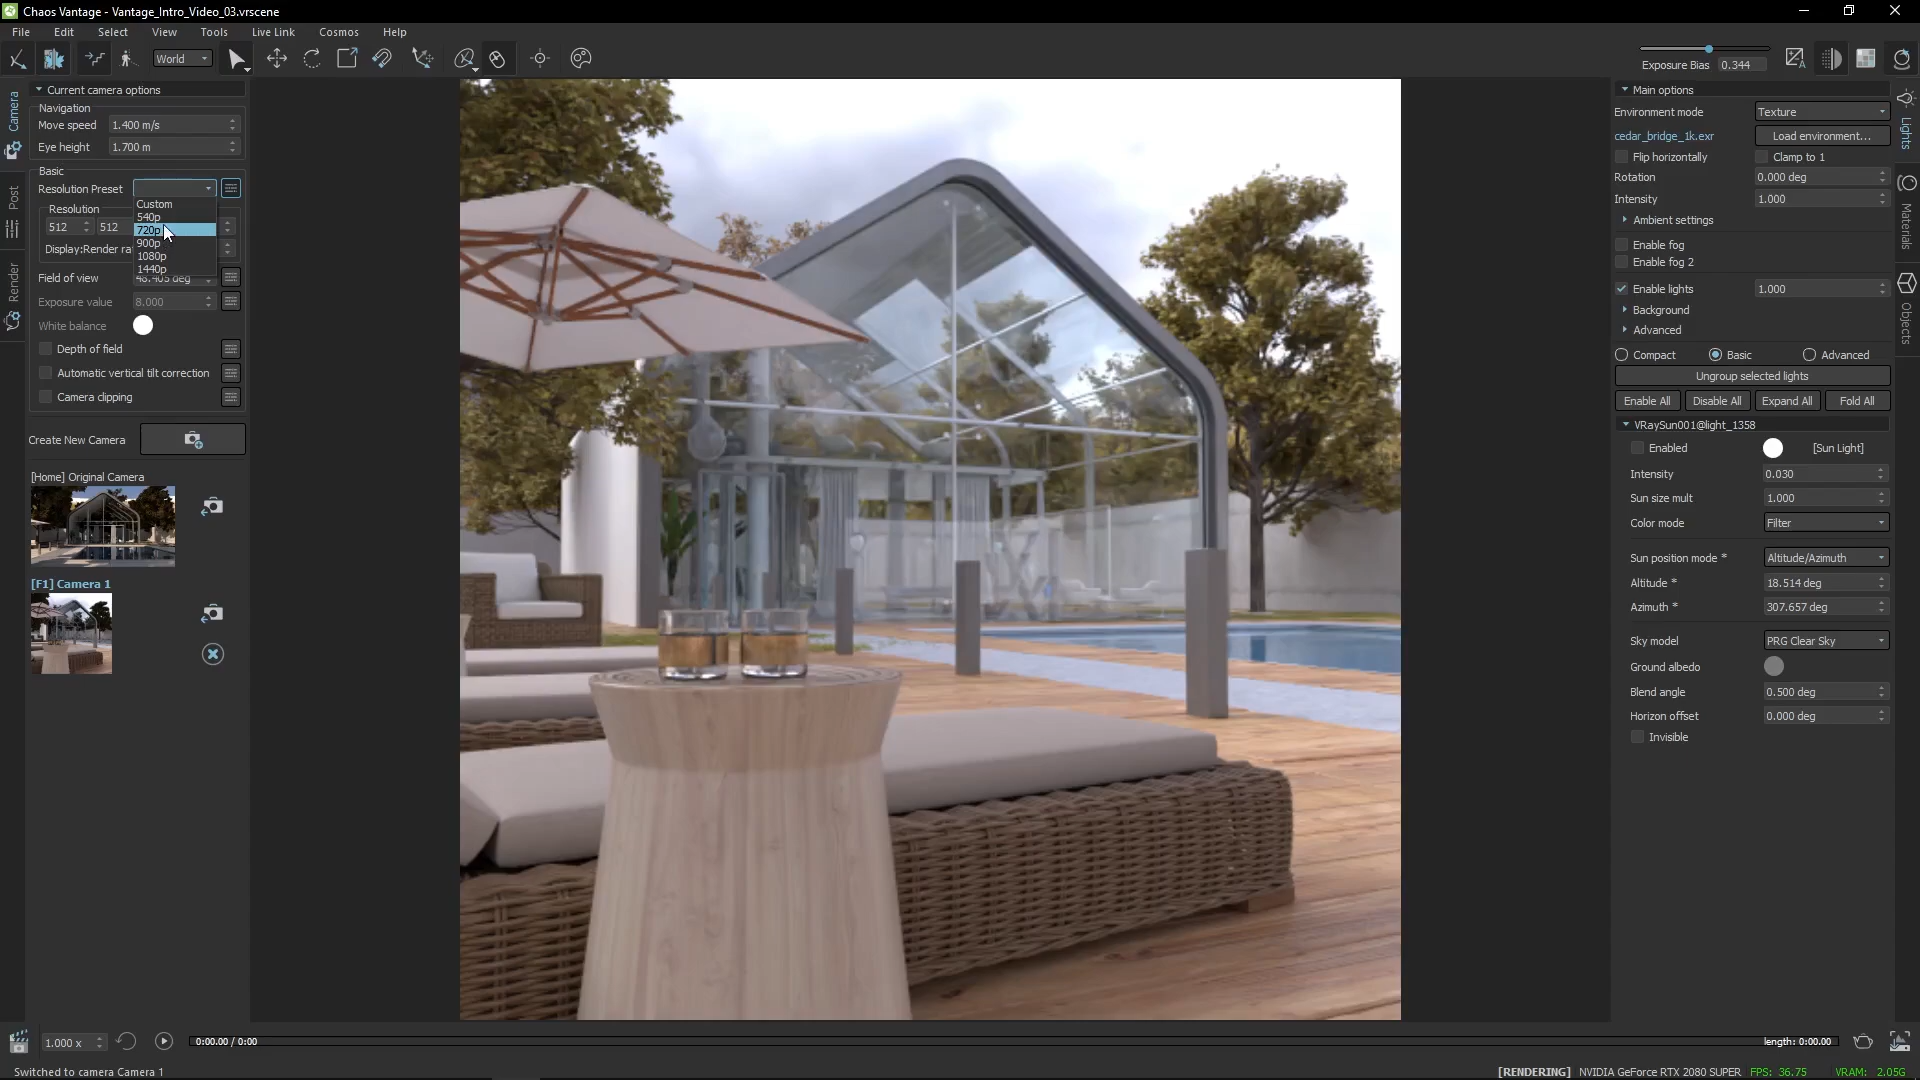 Chaos Vantage - Vantage_Intro_Video_03.vrscene
File Edit Select View Tools Live Link Cosmos Help
World
Exposure Bias 0.344
Camera
Post
Render
Current camera options
Navigation
Move speed 1.400 m/s
Eye height 1.700 m
Basic
Resolution Preset
Custom
540p
720p
900p
1080p
1440p
Resolution
512 512
Display:Render ra
Field of view 48.405 deg
Exposure value 8.000
White balance
Depth of field
Automatic vertical tilt correction
Camera clipping
Create New Camera
[Home] Original Camera
[F1] Camera 1
Main options
Environment mode Texture
cedar_bridge_1k.exr Load environment...
Flip horizontally Clamp to 1
Rotation 0.000 deg
Intensity 1.000
Ambient settings
Enable fog
Enable fog 2
Enable lights 1.000
Background
Advanced
Compact Basic Advanced
Ungroup selected lights
Enable All Disable All Expand All Fold All
VRaySun001@light_1358
Enabled [Sun Light]
Intensity 0.030
Sun size mult 1.000
Color mode Filter
Sun position mode * Altitude/Azimuth
Altitude * 18.514 deg
Azimuth * 307.657 deg
Sky model PRG Clear Sky
Ground albedo
Blend angle 0.500 deg
Horizon offset 0.000 deg
Invisible
Lights
Materials
Objects
1.000 x 0:00.00 / 0:00 length: 0:00.00
Switched to camera Camera 1 [RENDERING] NVIDIA GeForce RTX 2080 SUPER FPS: 36.75 VRAM: 2.05G